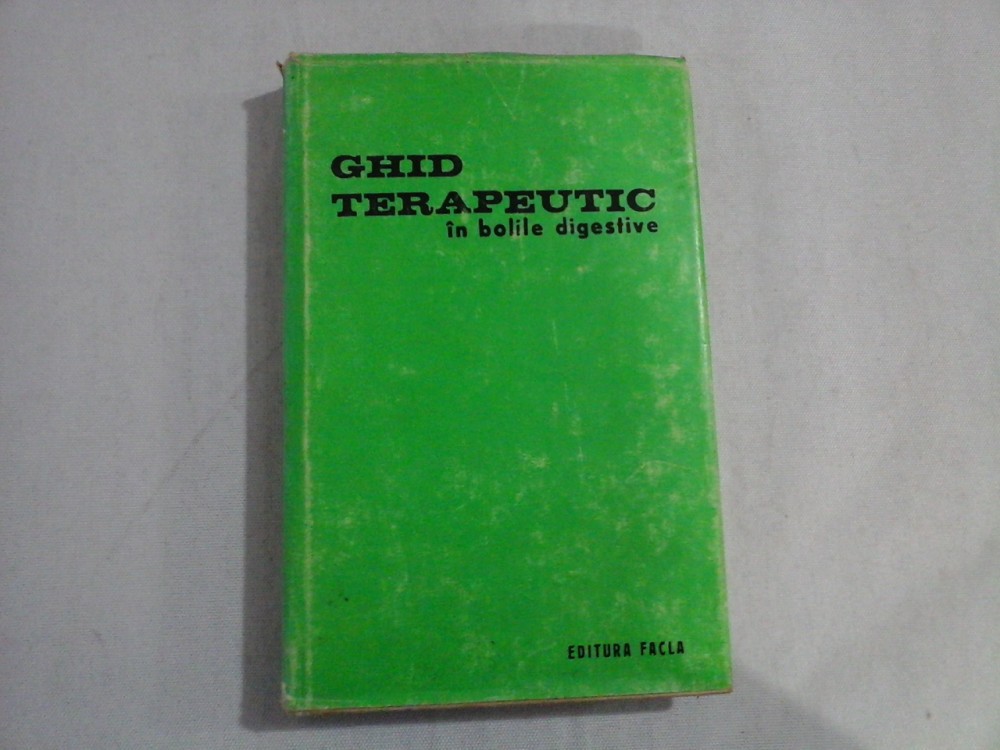 GHID
TERAPEUTIC
în bolile digestive
EDITURA FACLA